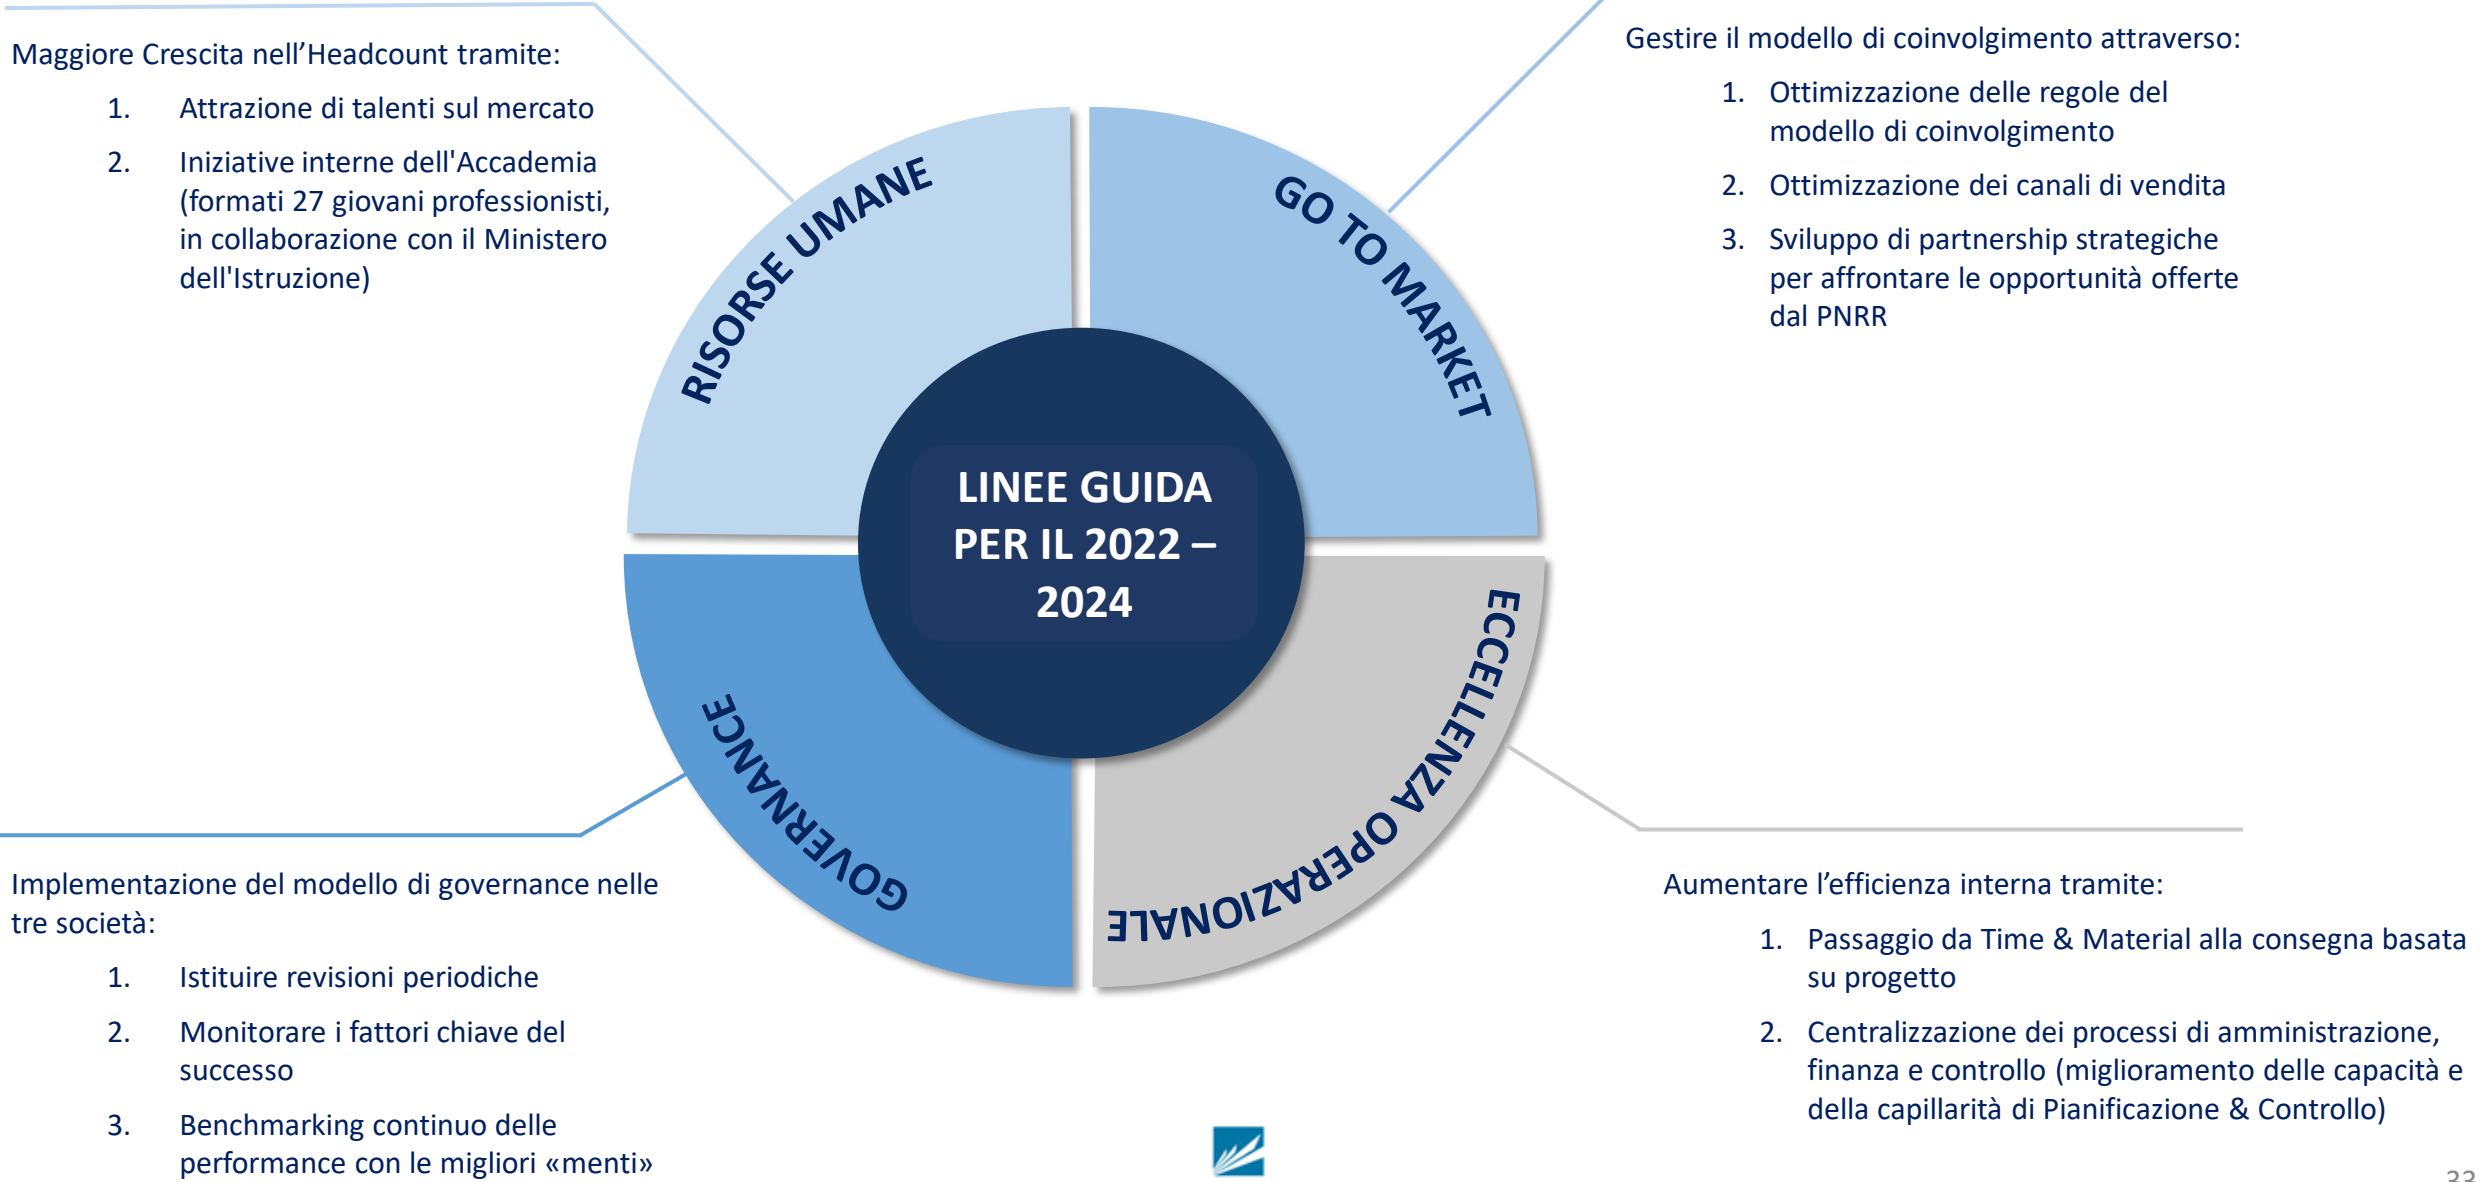 Maggiore Crescita nell’Headcount tramite:
1. Attrazione di talenti sul mercato
2. Iniziative interne dell'Accademia
(formati 27 giovani professionisti,
in collaborazione con il Ministero
dell'Istruzione)
Gestire il modello di coinvolgimento attraverso:
1. Ottimizzazione delle regole del
modello di coinvolgimento
2. Ottimizzazione dei canali di vendita
3. Sviluppo di partnership strategiche
per affrontare le opportunità offerte
dal PNRR
RISORSE UMANE
GO TO MARKET
LINEE GUIDA
PER IL 2022 –
2024
GOVERNANCE
ECCELLENZA OPERAZIONALE
Implementazione del modello di governance nelle
tre società:
1. Istituire revisioni periodiche
2. Monitorare i fattori chiave del
successo
3. Benchmarking continuo delle
performance con le migliori «menti»
Aumentare l’efficienza interna tramite:
1. Passaggio da Time & Material alla consegna basata
su progetto
2. Centralizzazione dei processi di amministrazione,
finanza e controllo (miglioramento delle capacità e
della capillarità di Pianificazione & Controllo)